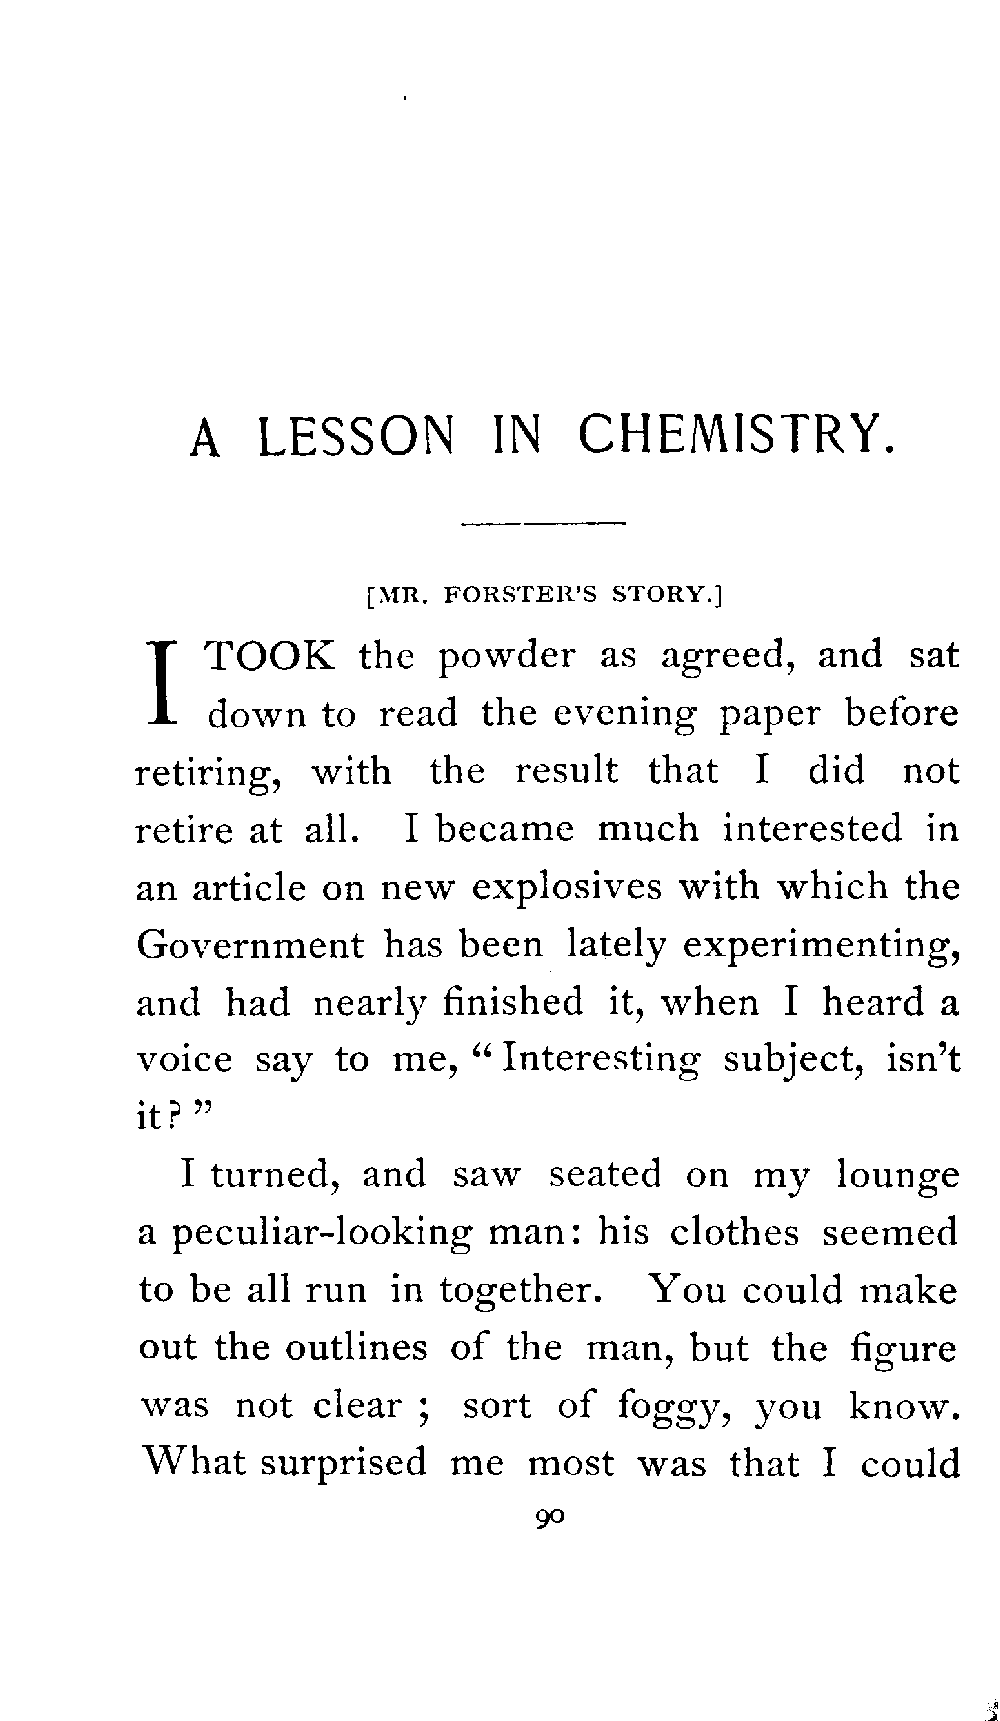 A LESSON IN CHEMISTRY.
[MR. FORSTER'S STORY.]
I TOOK the powder as agreed, and sat
down to read the evening paper before
retiring, with the result that I did not
retire at all. I became much interested in
an article on new explosives with which the
Government has been lately experimenting,
and had nearly finished it, when I heard a
voice say to me, “Interesting subject, isn't
it?”
I turned, and saw seated on my lounge
a peculiar-looking man: his clothes seemed
to be all run in together. You could make
out the outlines of the man, but the figure
was not clear; sort of foggy, you know.
What surprised me most was that I could
90